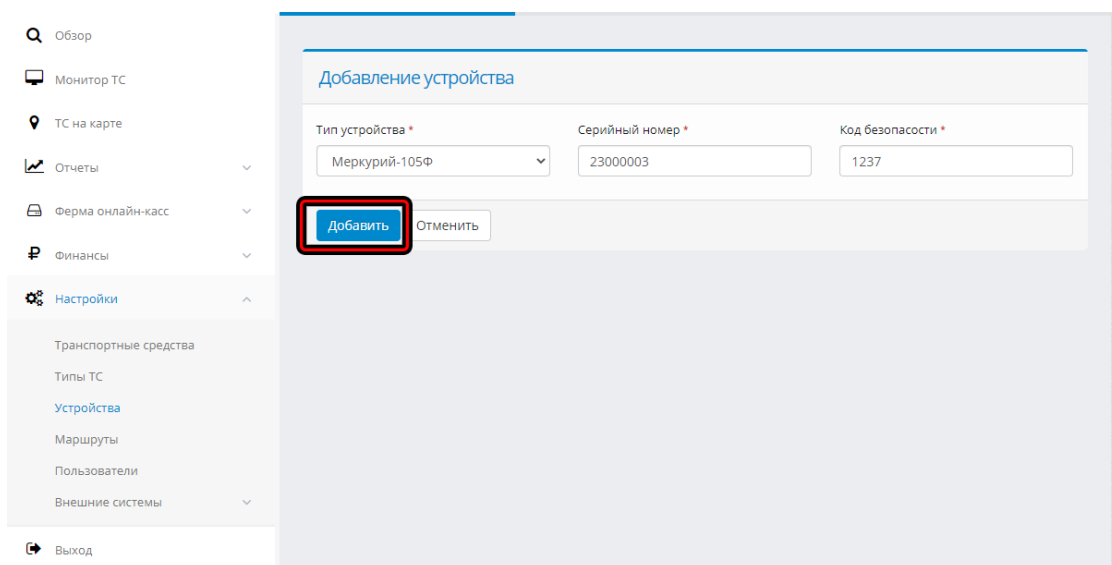 Обзор
Монитор ТС
ТС на карте
Отчеты
Ферма онлайн-касс
Финансы
Настройки
Транспортные средства
Типы ТС
Устройства
Маршруты
Пользователи
Внешние системы
Выход
Добавление устройства
Тип устройства * Серийный номер * Код безопасости *
Меркурий-105Ф 23000003 1237
Добавить Отменить